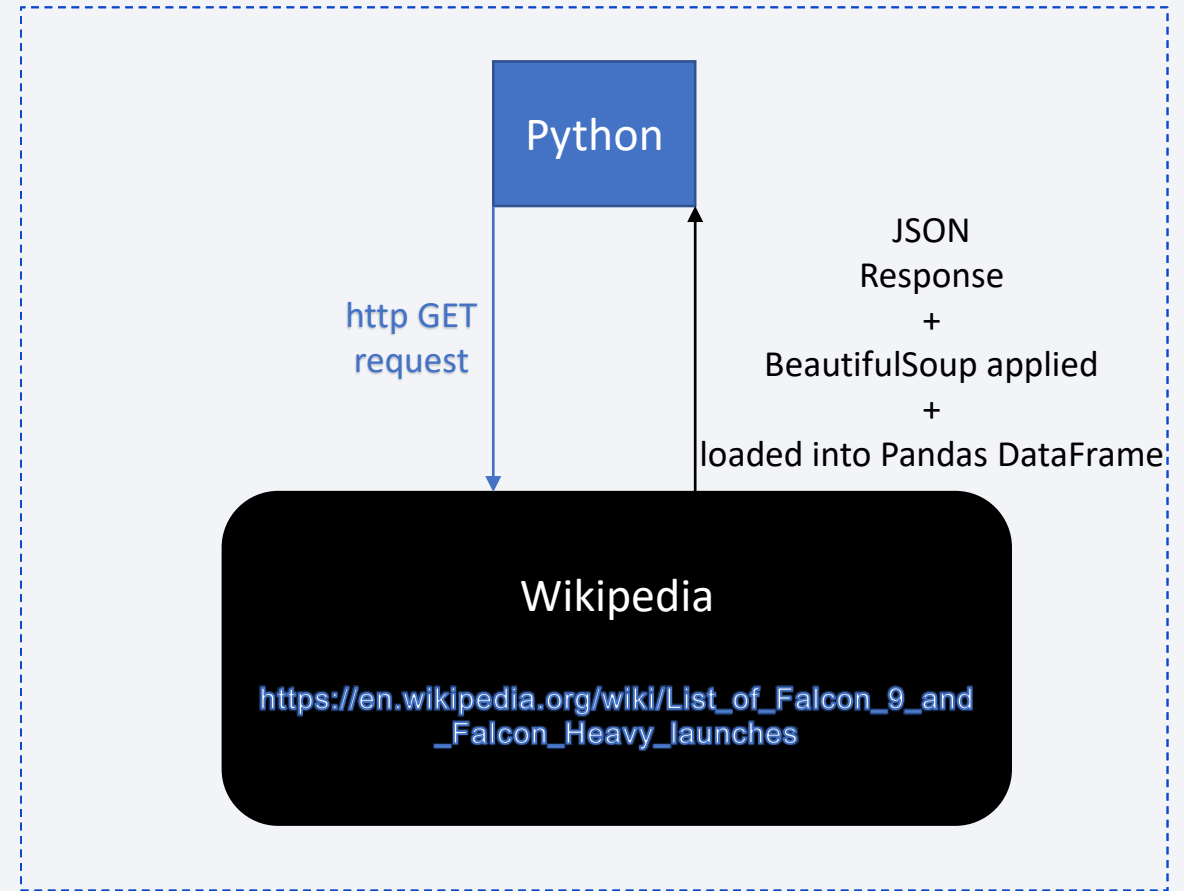 Python
http GET
request
JSON
Response
+
BeautifulSoup applied
+
loaded into Pandas DataFrame
Wikipedia
https://en.wikipedia.org/wiki/List_of_Falcon_9_and
_Falcon_Heavy_launches